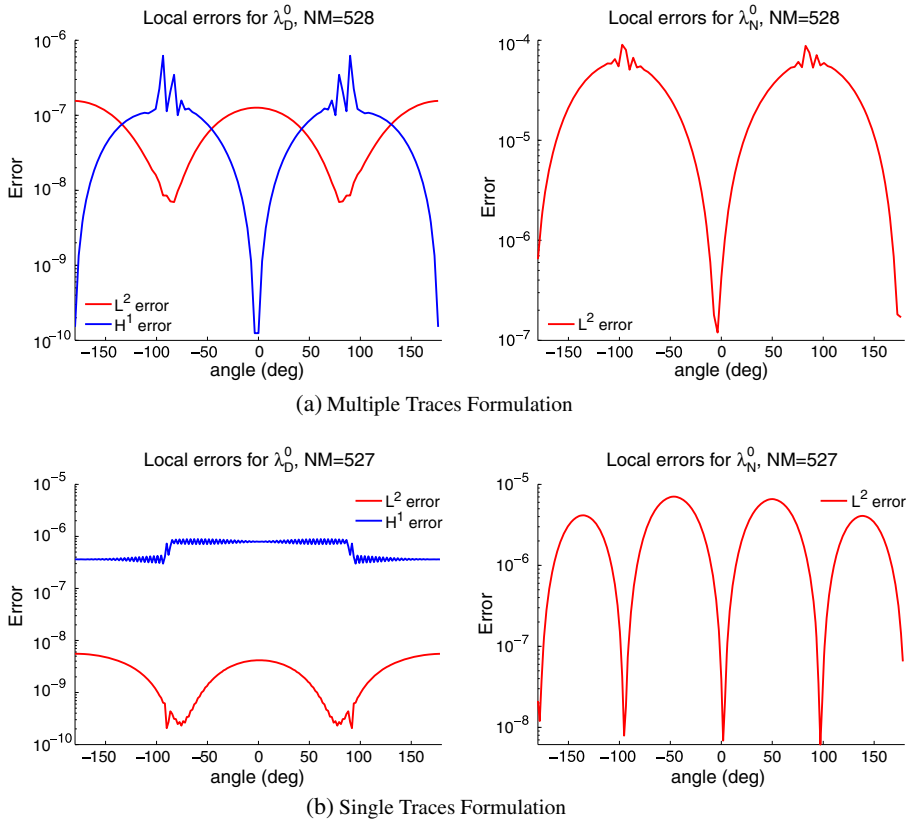 Local errors for λ_D^0, NM=528
10^-6
10^-7
10^-8
10^-9
10^-10
Error
L^2 error
H^1 error
−150 −100 −50 0 50 100 150
angle (deg)
Local errors for λ_N^0, NM=528
10^-4
10^-5
10^-6
10^-7
Error
L^2 error
−150 −100 −50 0 50 100 150
angle (deg)
(a) Multiple Traces Formulation
Local errors for λ_D^0, NM=527
10^-5
10^-6
10^-7
10^-8
10^-9
10^-10
Error
L^2 error
H^1 error
−150 −100 −50 0 50 100 150
angle (deg)
Local errors for λ_N^0, NM=527
10^-5
10^-6
10^-7
10^-8
Error
L^2 error
−150 −100 −50 0 50 100 150
angle (deg)
(b) Single Traces Formulation